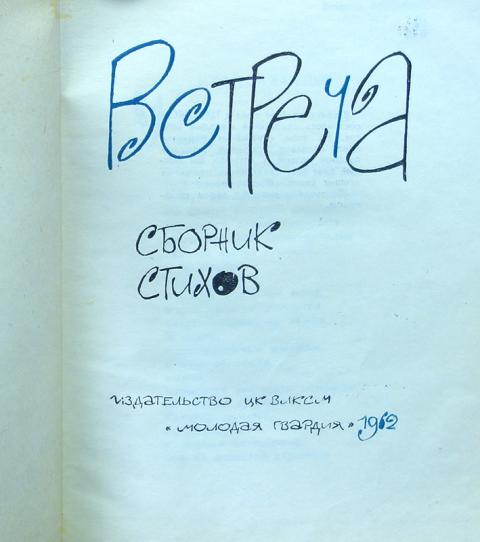 Встреча
СБОРНИК
СТИХОВ
ИЗДАТЕЛЬСТВО ЦК ВЛКСМ
«МОЛОДАЯ ГВАРДИЯ» 1962